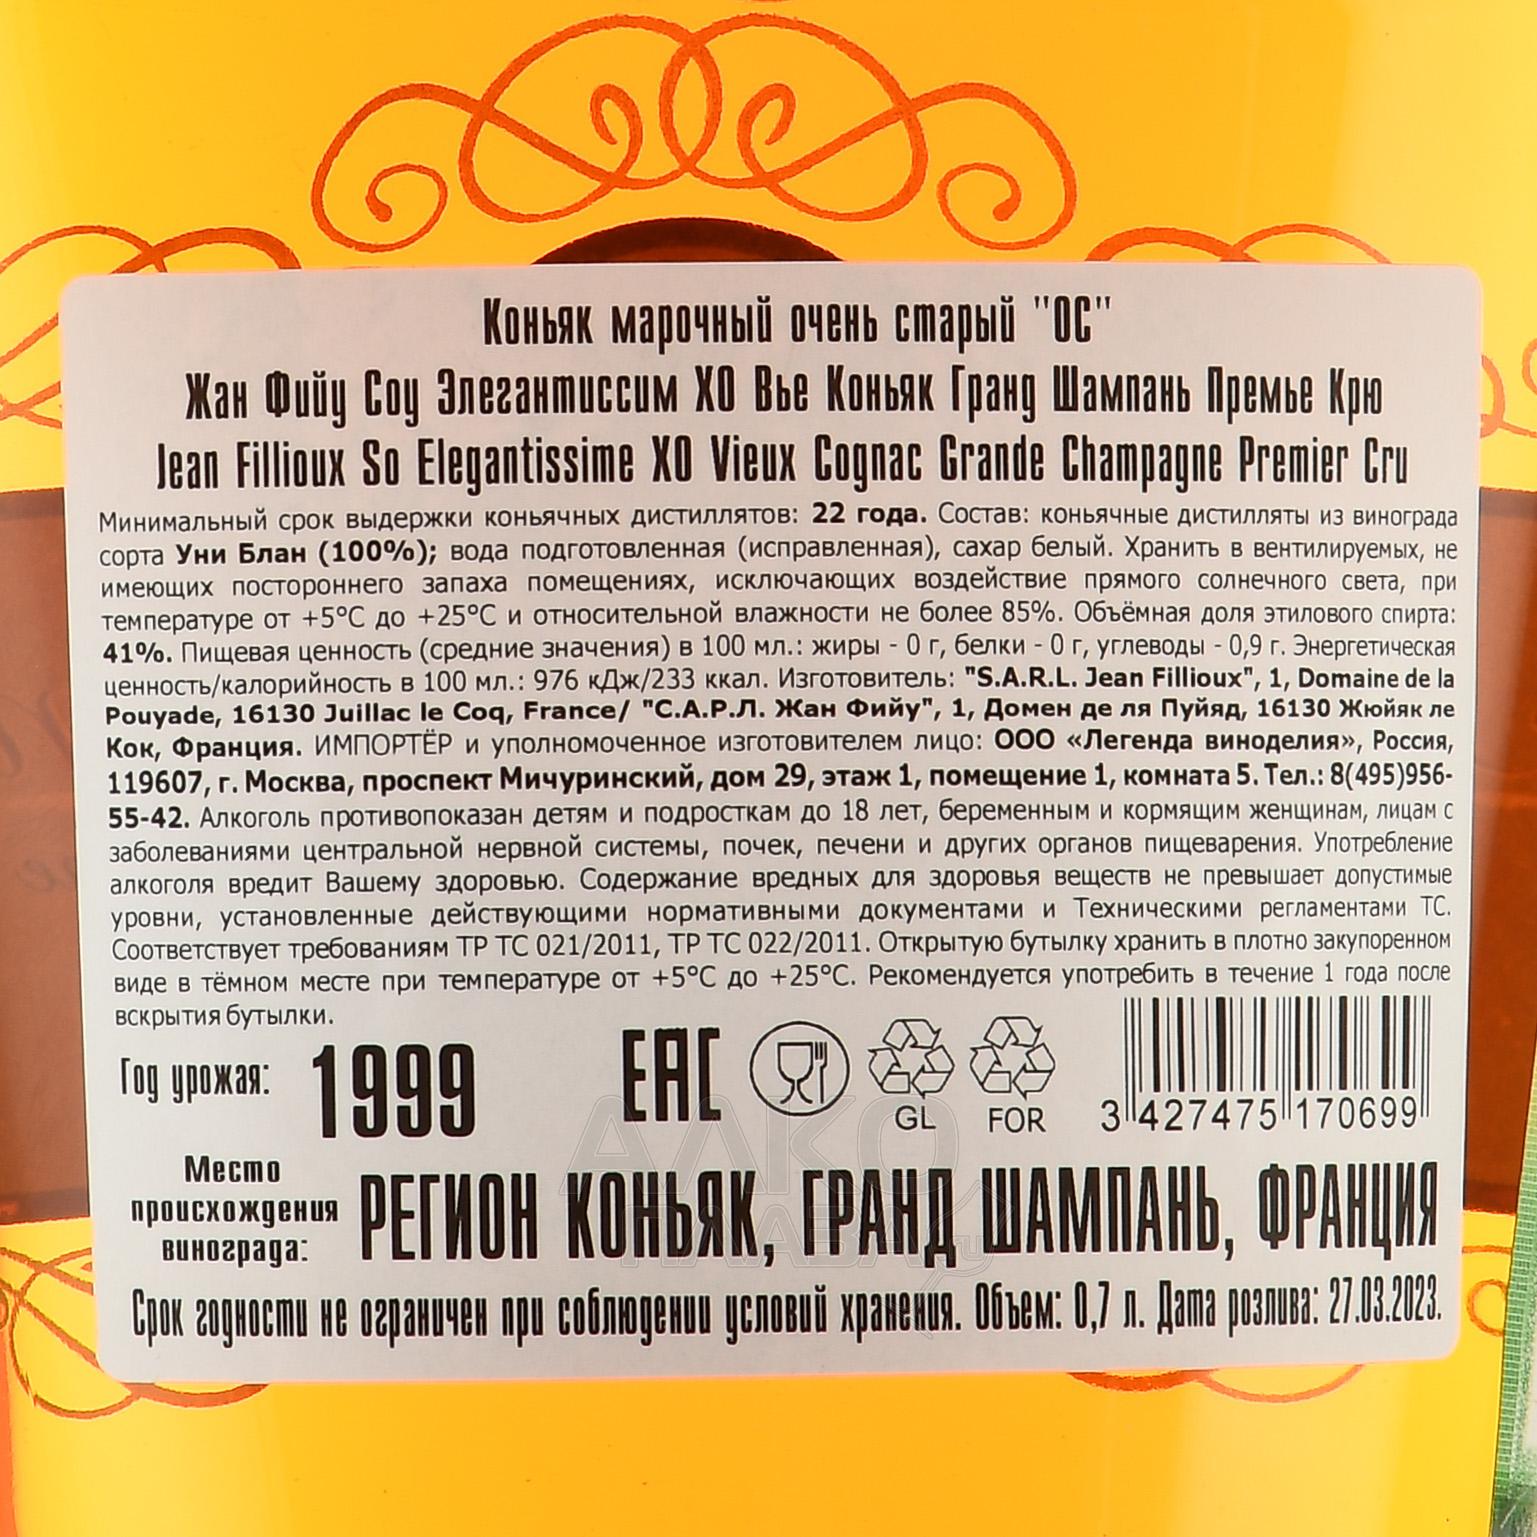 Коньяк марочный очень старый "ОС"
Жан Фийу Соу Элегантиссим ХО Вье Коньяк Гранд Шампань Премье Крю
Jean Fillioux So Elegantissime XO Vieux Cognac Grande Champagne Premier Cru
Минимальный срок выдержки коньячных дистиллятов: 22 года. Состав: коньячные дистилляты из винограда
сорта Уни Блан (100%); вода подготовленная (исправленная), сахар белый. Хранить в вентилируемых, не
имеющих постороннего запаха помещениях, исключающих воздействие прямого солнечного света, при
температуре от +5°С до +25°С и относительной влажности не более 85%. Объёмная доля этилового спирта:
41%. Пищевая ценность (средние значения) в 100 мл.: жиры - 0 г, белки - 0 г, углеводы - 0,9 г. Энергетическая
ценность/калорийность в 100 мл.: 976 кДж/233 ккал. Изготовитель: "S.A.R.L. Jean Fillioux", 1, Domaine de la
Pouyade, 16130 Juillac le Coq, France/ "С.А.Р.Л. Жан Фийу", 1, Домен де ля Пуйяд, 16130 Жюйяк ле
Кок, Франция. ИМПОРТЁР и уполномоченное изготовителем лицо: ООО «Легенда виноделия», Россия,
119607, г. Москва, проспект Мичуринский, дом 29, этаж 1, помещение 1, комната 5. Тел.: 8(495)956-
55-42. Алкоголь противопоказан детям и подросткам до 18 лет, беременным и кормящим женщинам, лицам с
заболеваниями центральной нервной системы, почек, печени и других органов пищеварения. Употребление
алкоголя вредит Вашему здоровью. Содержание вредных для здоровья веществ не превышает допустимые
уровни, установленные действующими нормативными документами и Техническими регламентами ТС.
Соответствует требованиям ТР ТС 021/2011, ТР ТС 022/2011. Открытую бутылку хранить в плотно закупоренном
виде в тёмном месте при температуре от +5°С до +25°С. Рекомендуется употребить в течение 1 года после
вскрытия бутылки.
Год урожая: 1999
EAC
GL
FOR
3 427475 170699
Место
происхождения
винограда:
РЕГИОН КОНЬЯК, ГРАНД ШАМПАНЬ, ФРАНЦИЯ
Срок годности не ограничен при соблюдении условий хранения. Объем: 0,7 л. Дата розлива: 27.03.2023.
АЛКО
ПЛАВА.ru